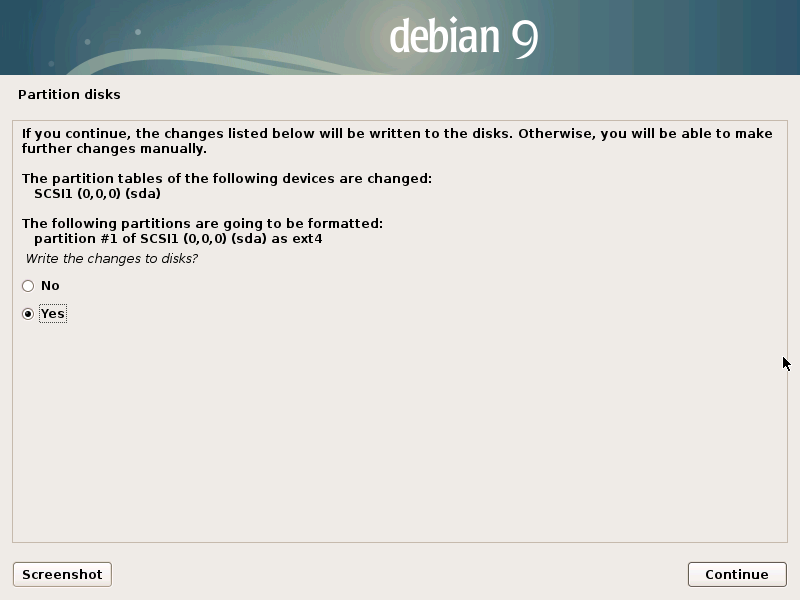 debian 9
Partition disks
If you continue, the changes listed below will be written to the disks. Otherwise, you will be able to make
further changes manually.
The partition tables of the following devices are changed:
SCSI1 (0,0,0) (sda)
The following partitions are going to be formatted:
partition #1 of SCSI1 (0,0,0) (sda) as ext4
Write the changes to disks?
No
Yes
Screenshot
Continue